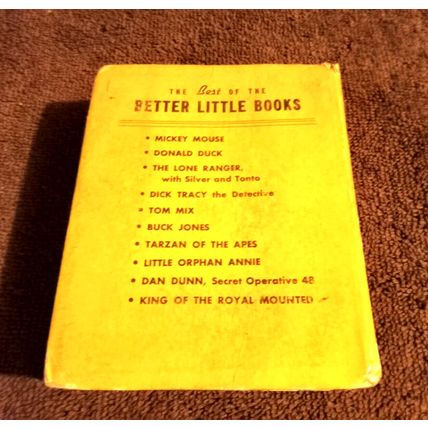 THE Best OF THE
BETTER LITTLE BOOKS
• MICKEY MOUSE
• DONALD DUCK
• THE LONE RANGER,
with Silver and Tonto
• DICK TRACY the Detective
• TOM MIX
• BUCK JONES
• TARZAN OF THE APES
• LITTLE ORPHAN ANNIE
• DAN DUNN, Secret Operative 48
• KING OF THE ROYAL MOUNTED